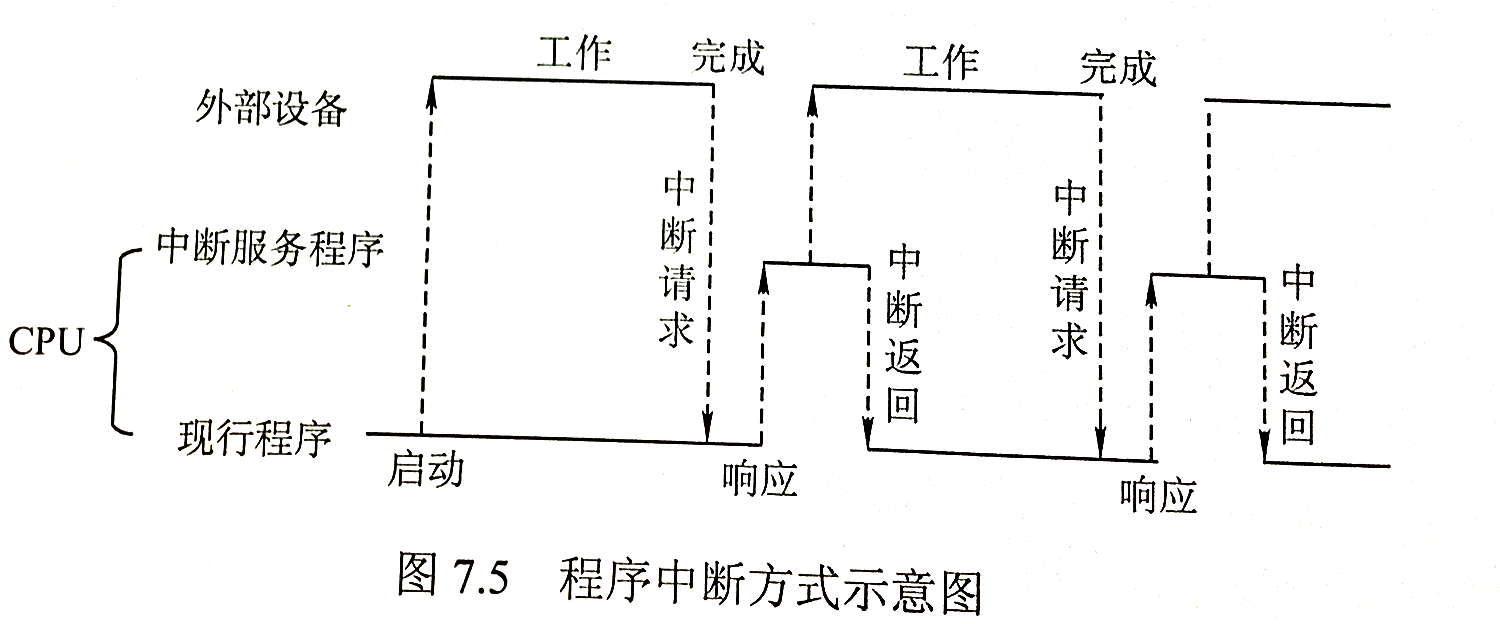 工作 完成 工作 完成
外部设备
中断请求
中断请求
中断服务程序
中断返回
中断返回
CPU
现行程序
启动 响应 响应
图 7.5 程序中断方式示意图